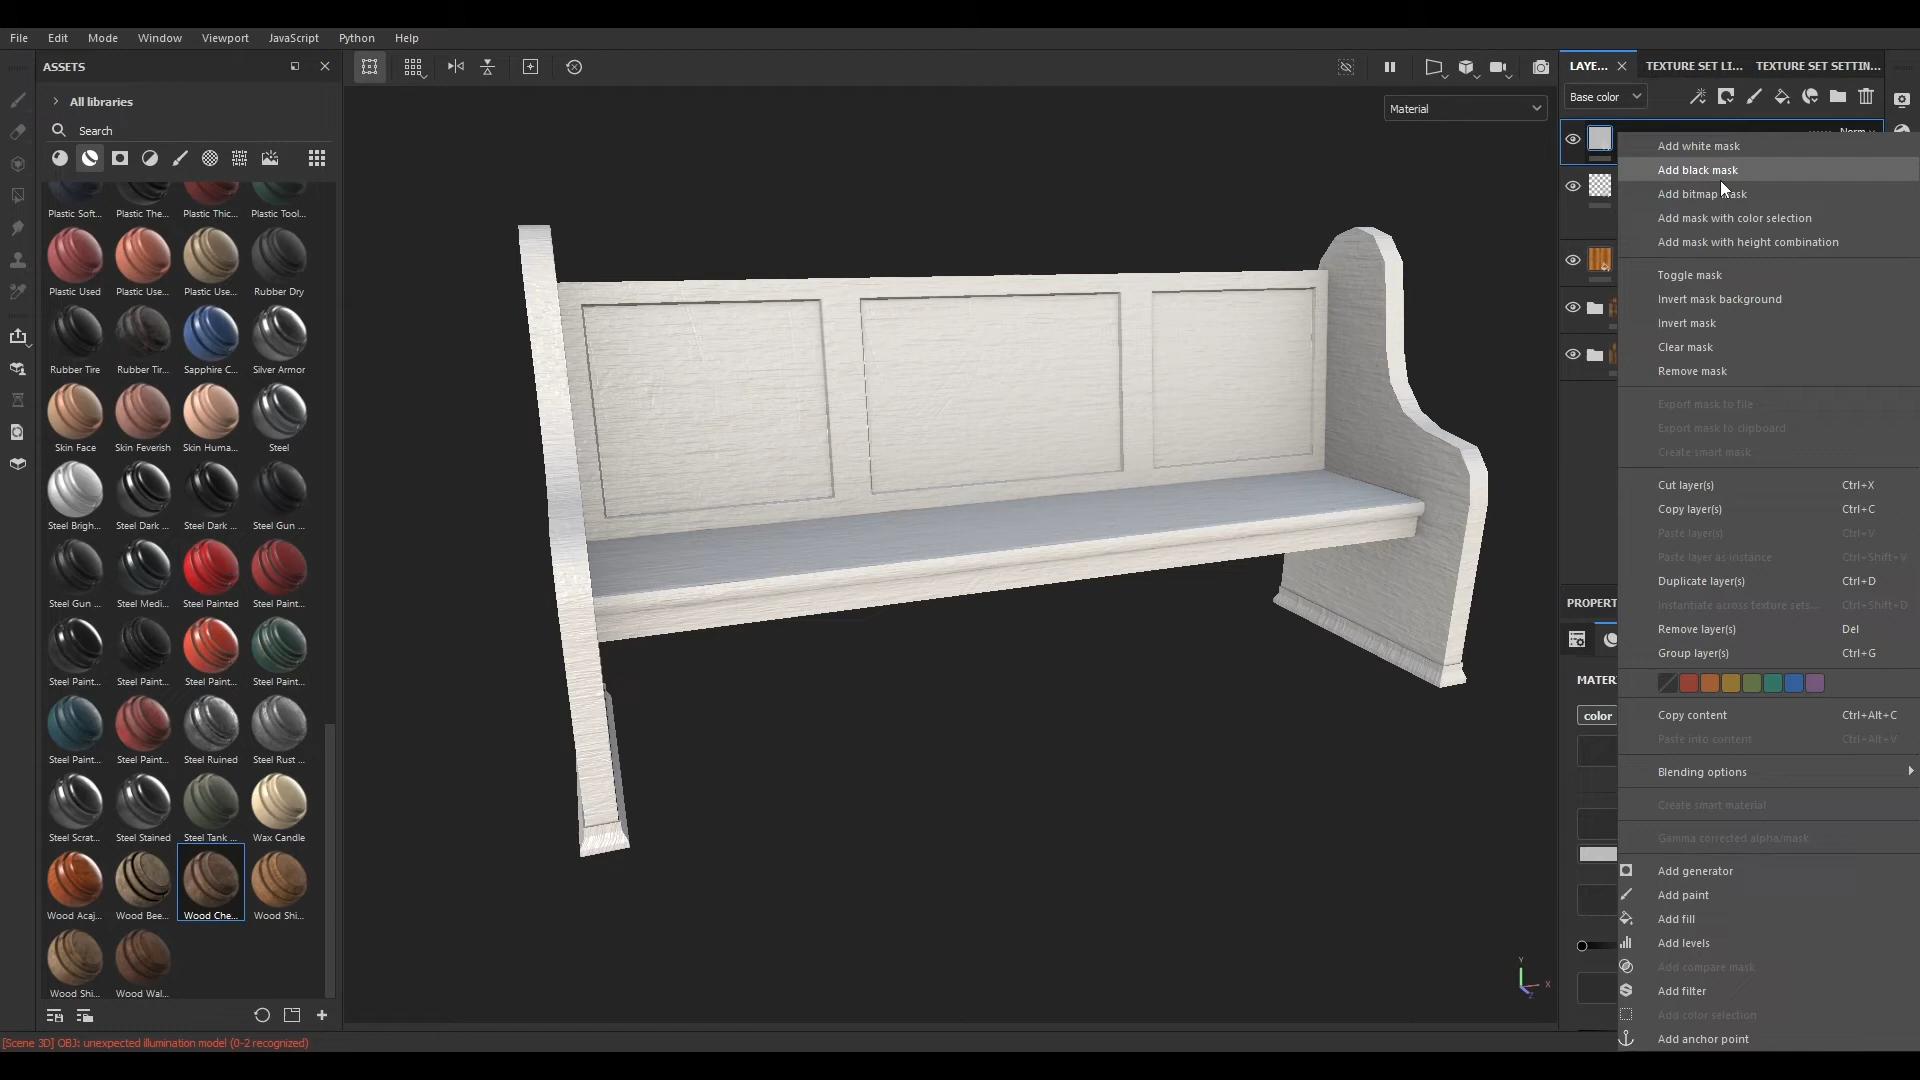 File Edit Mode Window Viewport JavaScript Python Help
ASSETS
All libraries
Search
Plastic Soft... Plastic The... Plastic Thic... Plastic Tool...
Plastic Used Plastic Use... Plastic Use... Rubber Dry
Rubber Tire Rubber Tir... Sapphire C... Silver Armor
Skin Face Skin Feverish Skin Huma... Steel
Steel Brigh... Steel Dark ... Steel Dark ... Steel Gun ...
Steel Gun ... Steel Medi... Steel Painted Steel Paint...
Steel Paint... Steel Paint... Steel Paint... Steel Paint...
Steel Paint... Steel Paint... Steel Ruined Steel Rust ...
Steel Scrat... Steel Stained Steel Tank ... Wax Candle
Wood Acaj... Wood Bee... Wood Che... Wood Shi...
Wood Shi... Wood Wal...
[Scene 3D] OBJ: unexpected illumination model (0-2 recognized)
Material
Y
X
Z
LAYE... TEXTURE SET LI... TEXTURE SET SETTIN...
Base color
Norm
PROPERT
MATER
color
Add white mask
Add black mask
Add bitmap mask
Add mask with color selection
Add mask with height combination
Toggle mask
Invert mask background
Invert mask
Clear mask
Remove mask
Export mask to file
Export mask to clipboard
Create smart mask
Cut layer(s) Ctrl+X
Copy layer(s) Ctrl+C
Paste layer(s) Ctrl+V
Paste layer as instance Ctrl+Shift+V
Duplicate layer(s) Ctrl+D
Instantiate across texture sets... Ctrl+Shift+D
Remove layer(s) Del
Group layer(s) Ctrl+G
Copy content Ctrl+Alt+C
Paste into content Ctrl+Alt+V
Blending options
Create smart material
Gamma corrected alpha/mask
Add generator
Add paint
Add fill
Add levels
Add compare mask
Add filter
Add color selection
Add anchor point